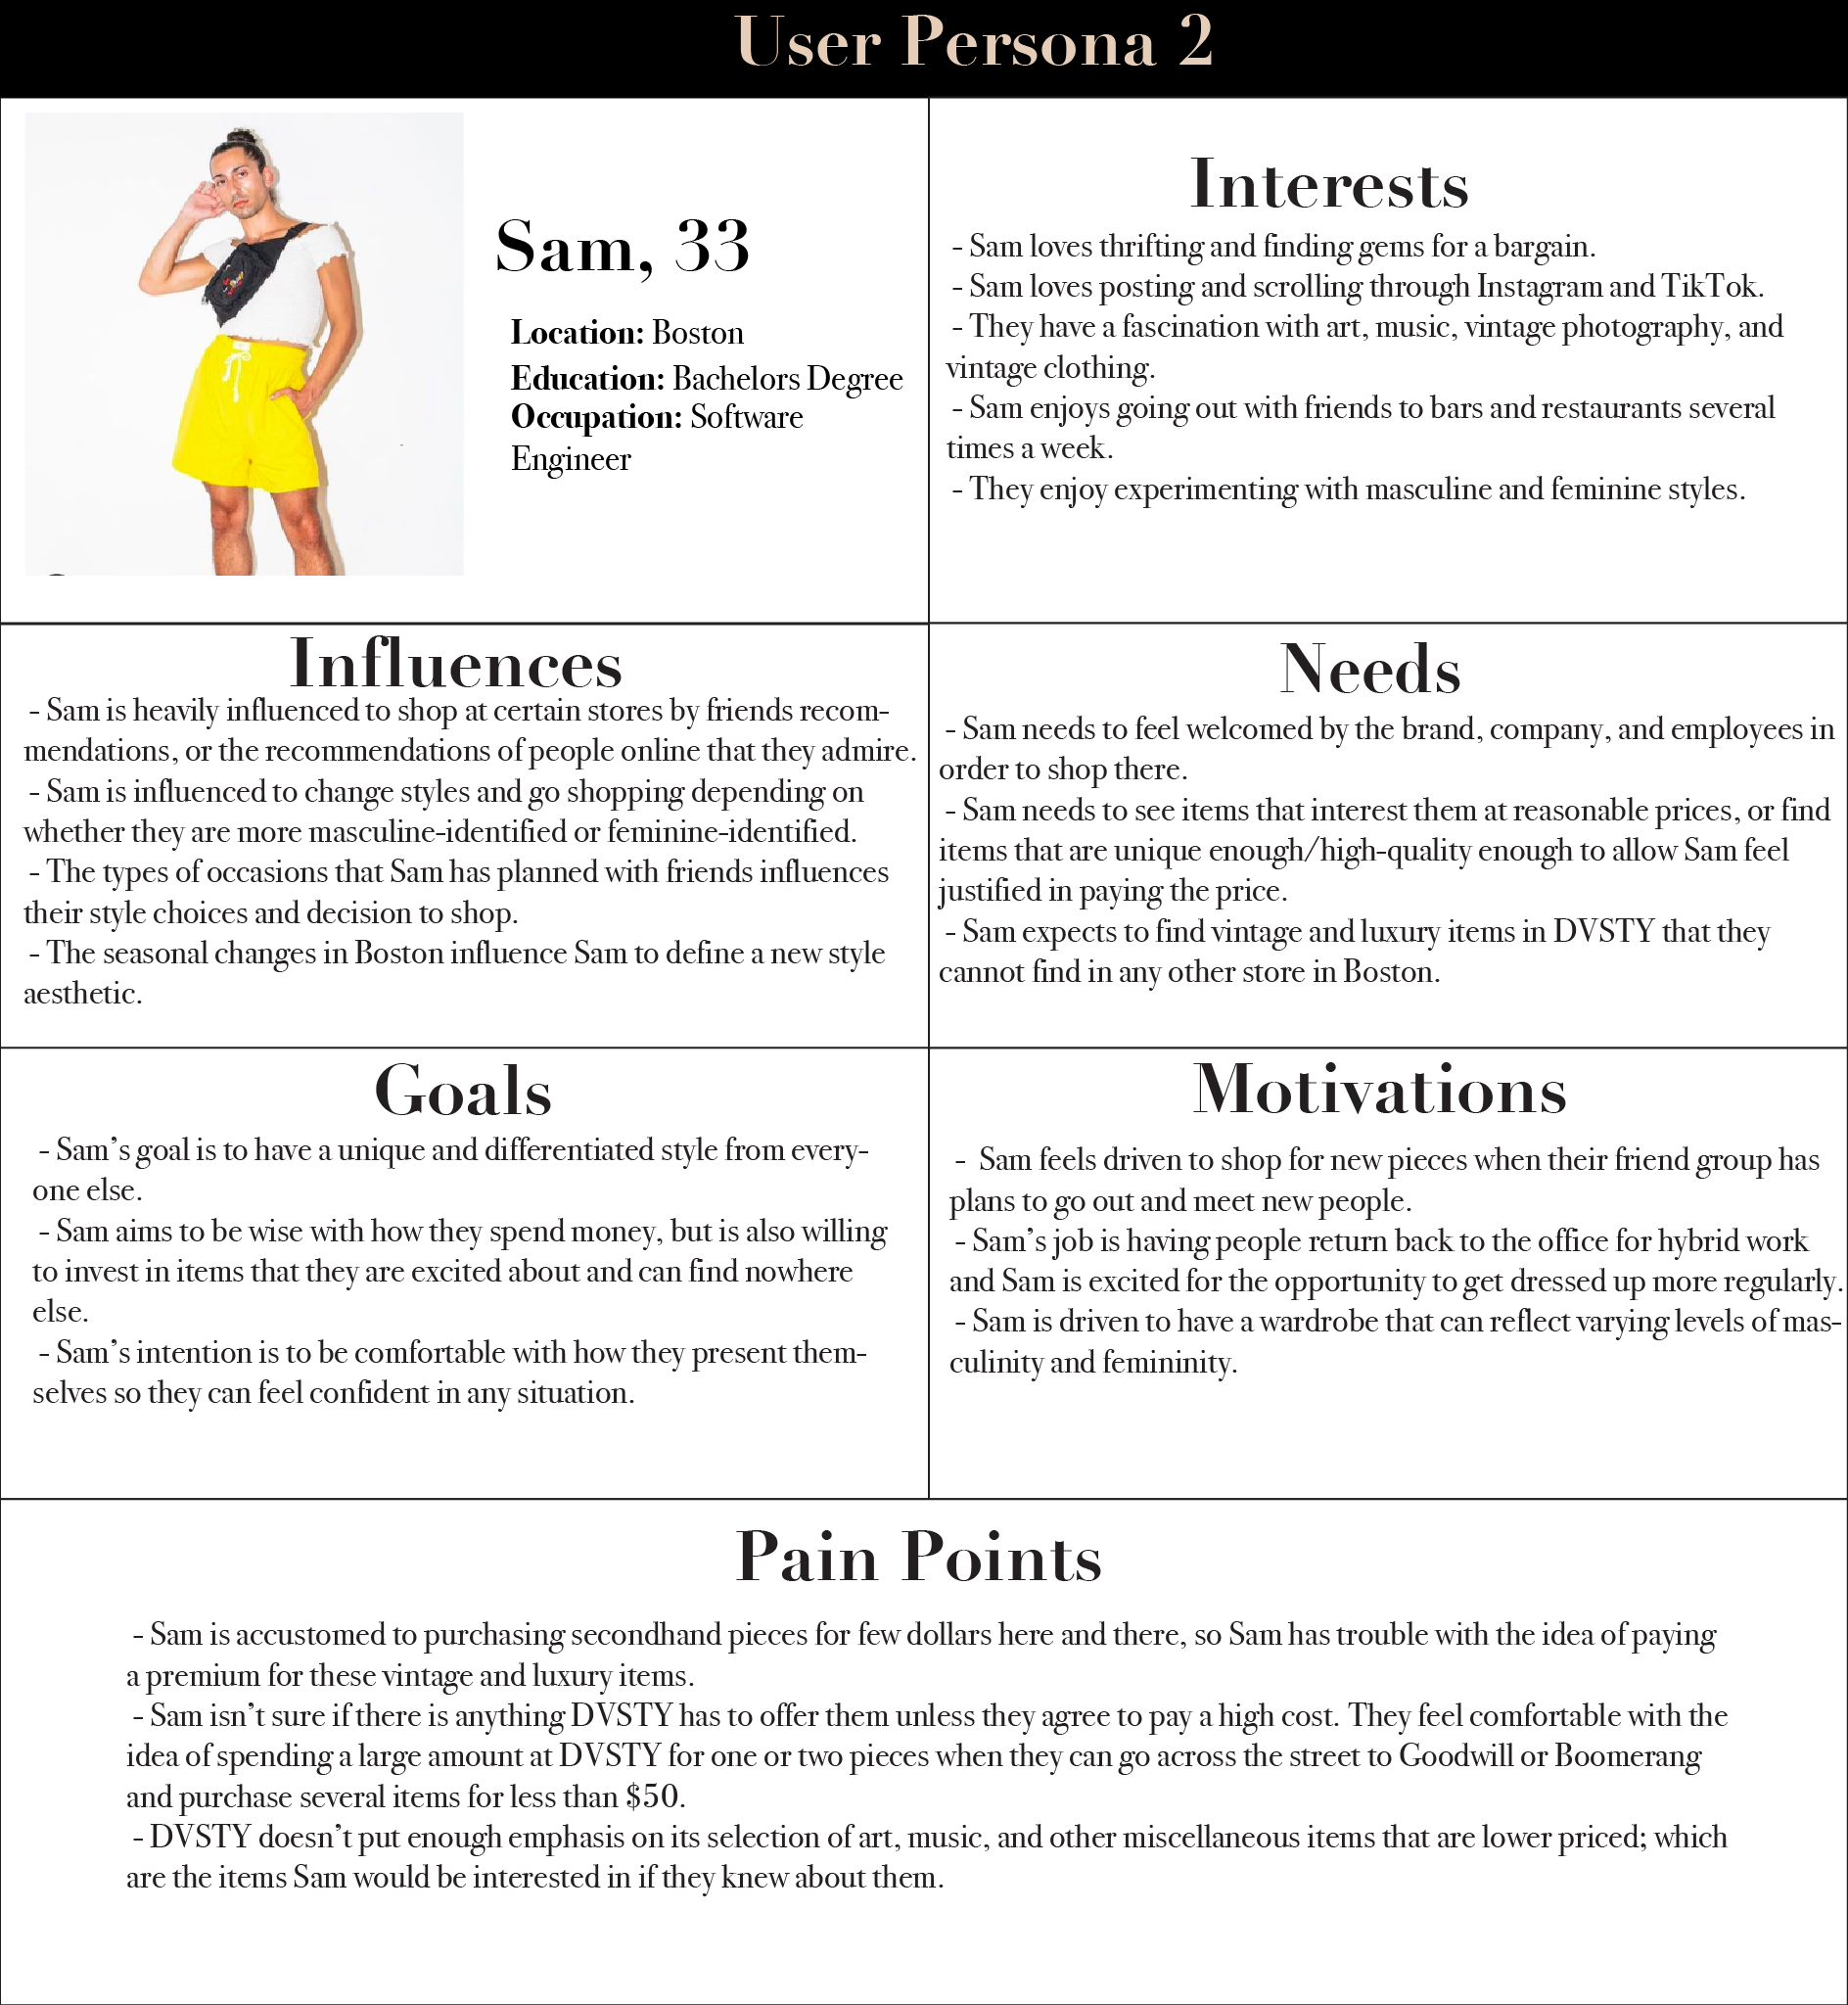 User Persona 2
Sam, 33
Location: Boston
Education: Bachelors Degree
Occupation: Software
Engineer
Interests
- Sam loves thrifting and finding gems for a bargain.
- Sam loves posting and scrolling through Instagram and TikTok.
- They have a fascination with art, music, vintage photography, and
vintage clothing.
- Sam enjoys going out with friends to bars and restaurants several
times a week.
- They enjoy experimenting with masculine and feminine styles.
Influences
- Sam is heavily influenced to shop at certain stores by friends recom-
mendations, or the recommendations of people online that they admire.
- Sam is influenced to change styles and go shopping depending on
whether they are more masculine-identified or feminine-identified.
- The types of occasions that Sam has planned with friends influences
their style choices and decision to shop.
- The seasonal changes in Boston influence Sam to define a new style
aesthetic.
Needs
- Sam needs to feel welcomed by the brand, company, and employees in
order to shop there.
- Sam needs to see items that interest them at reasonable prices, or find
items that are unique enough/high-quality enough to allow Sam feel
justified in paying the price.
- Sam expects to find vintage and luxury items in DVSTY that they
cannot find in any other store in Boston.
Goals
- Sam's goal is to have a unique and differentiated style from every-
one else.
- Sam aims to be wise with how they spend money, but is also willing
to invest in items that they are excited about and can find nowhere
else.
- Sam's intention is to be comfortable with how they present them-
selves so they can feel confident in any situation.
Motivations
- Sam feels driven to shop for new pieces when their friend group has
plans to go out and meet new people.
- Sam's job is having people return back to the office for hybrid work
and Sam is excited for the opportunity to get dressed up more regularly.
- Sam is driven to have a wardrobe that can reflect varying levels of mas-
culinity and femininity.
Pain Points
- Sam is accustomed to purchasing secondhand pieces for few dollars here and there, so Sam has trouble with the idea of paying
a premium for these vintage and luxury items.
- Sam isn't sure if there is anything DVSTY has to offer them unless they agree to pay a high cost. They feel comfortable with the
idea of spending a large amount at DVSTY for one or two pieces when they can go across the street to Goodwill or Boomerang
and purchase several items for less than $50.
- DVSTY doesn't put enough emphasis on its selection of art, music, and other miscellaneous items that are lower priced; which
are the items Sam would be interested in if they knew about them.